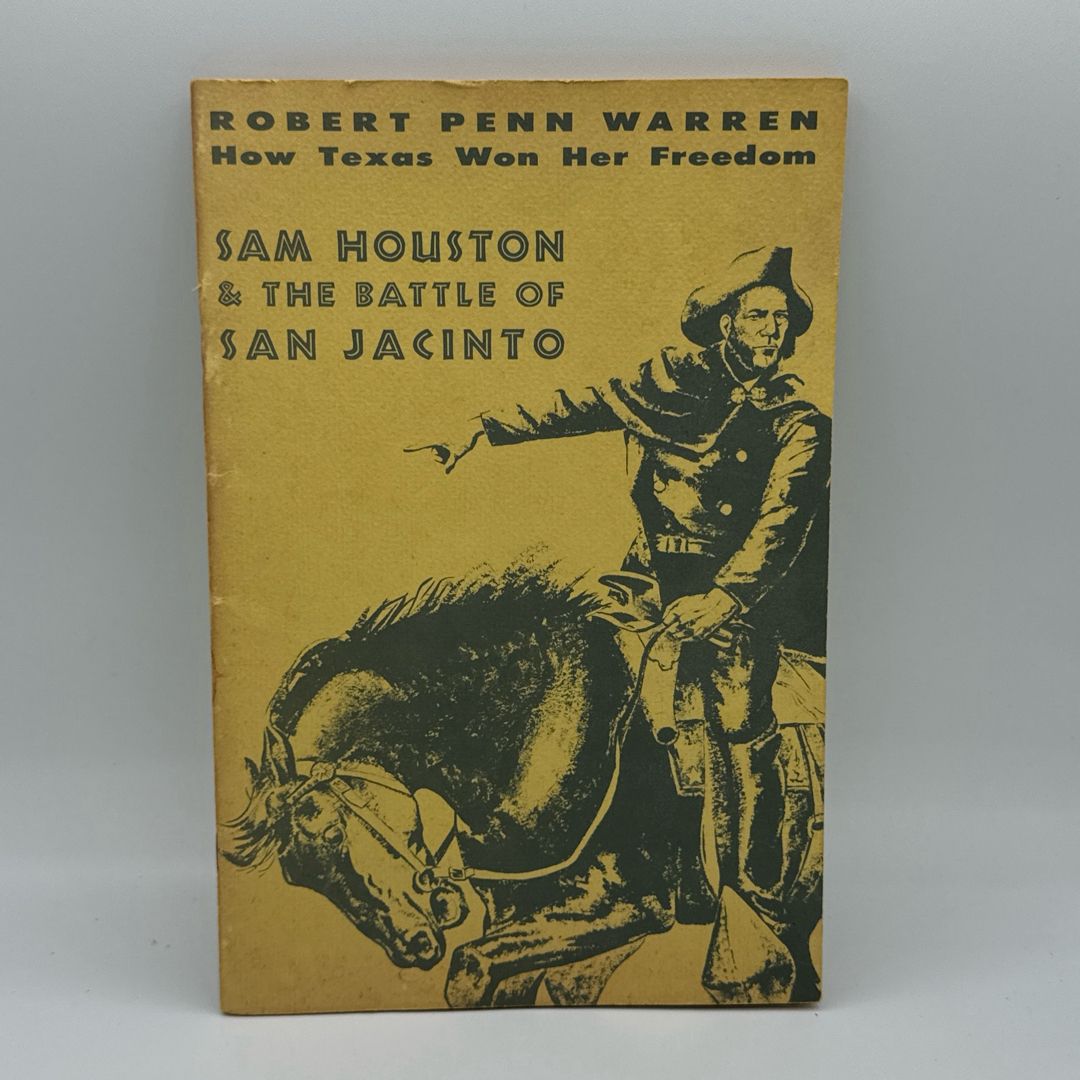 ROBERT PENN WARREN
How Texas Won Her Freedom
SAM HOUSTON
& THE BATTLE OF
SAN JACINTO